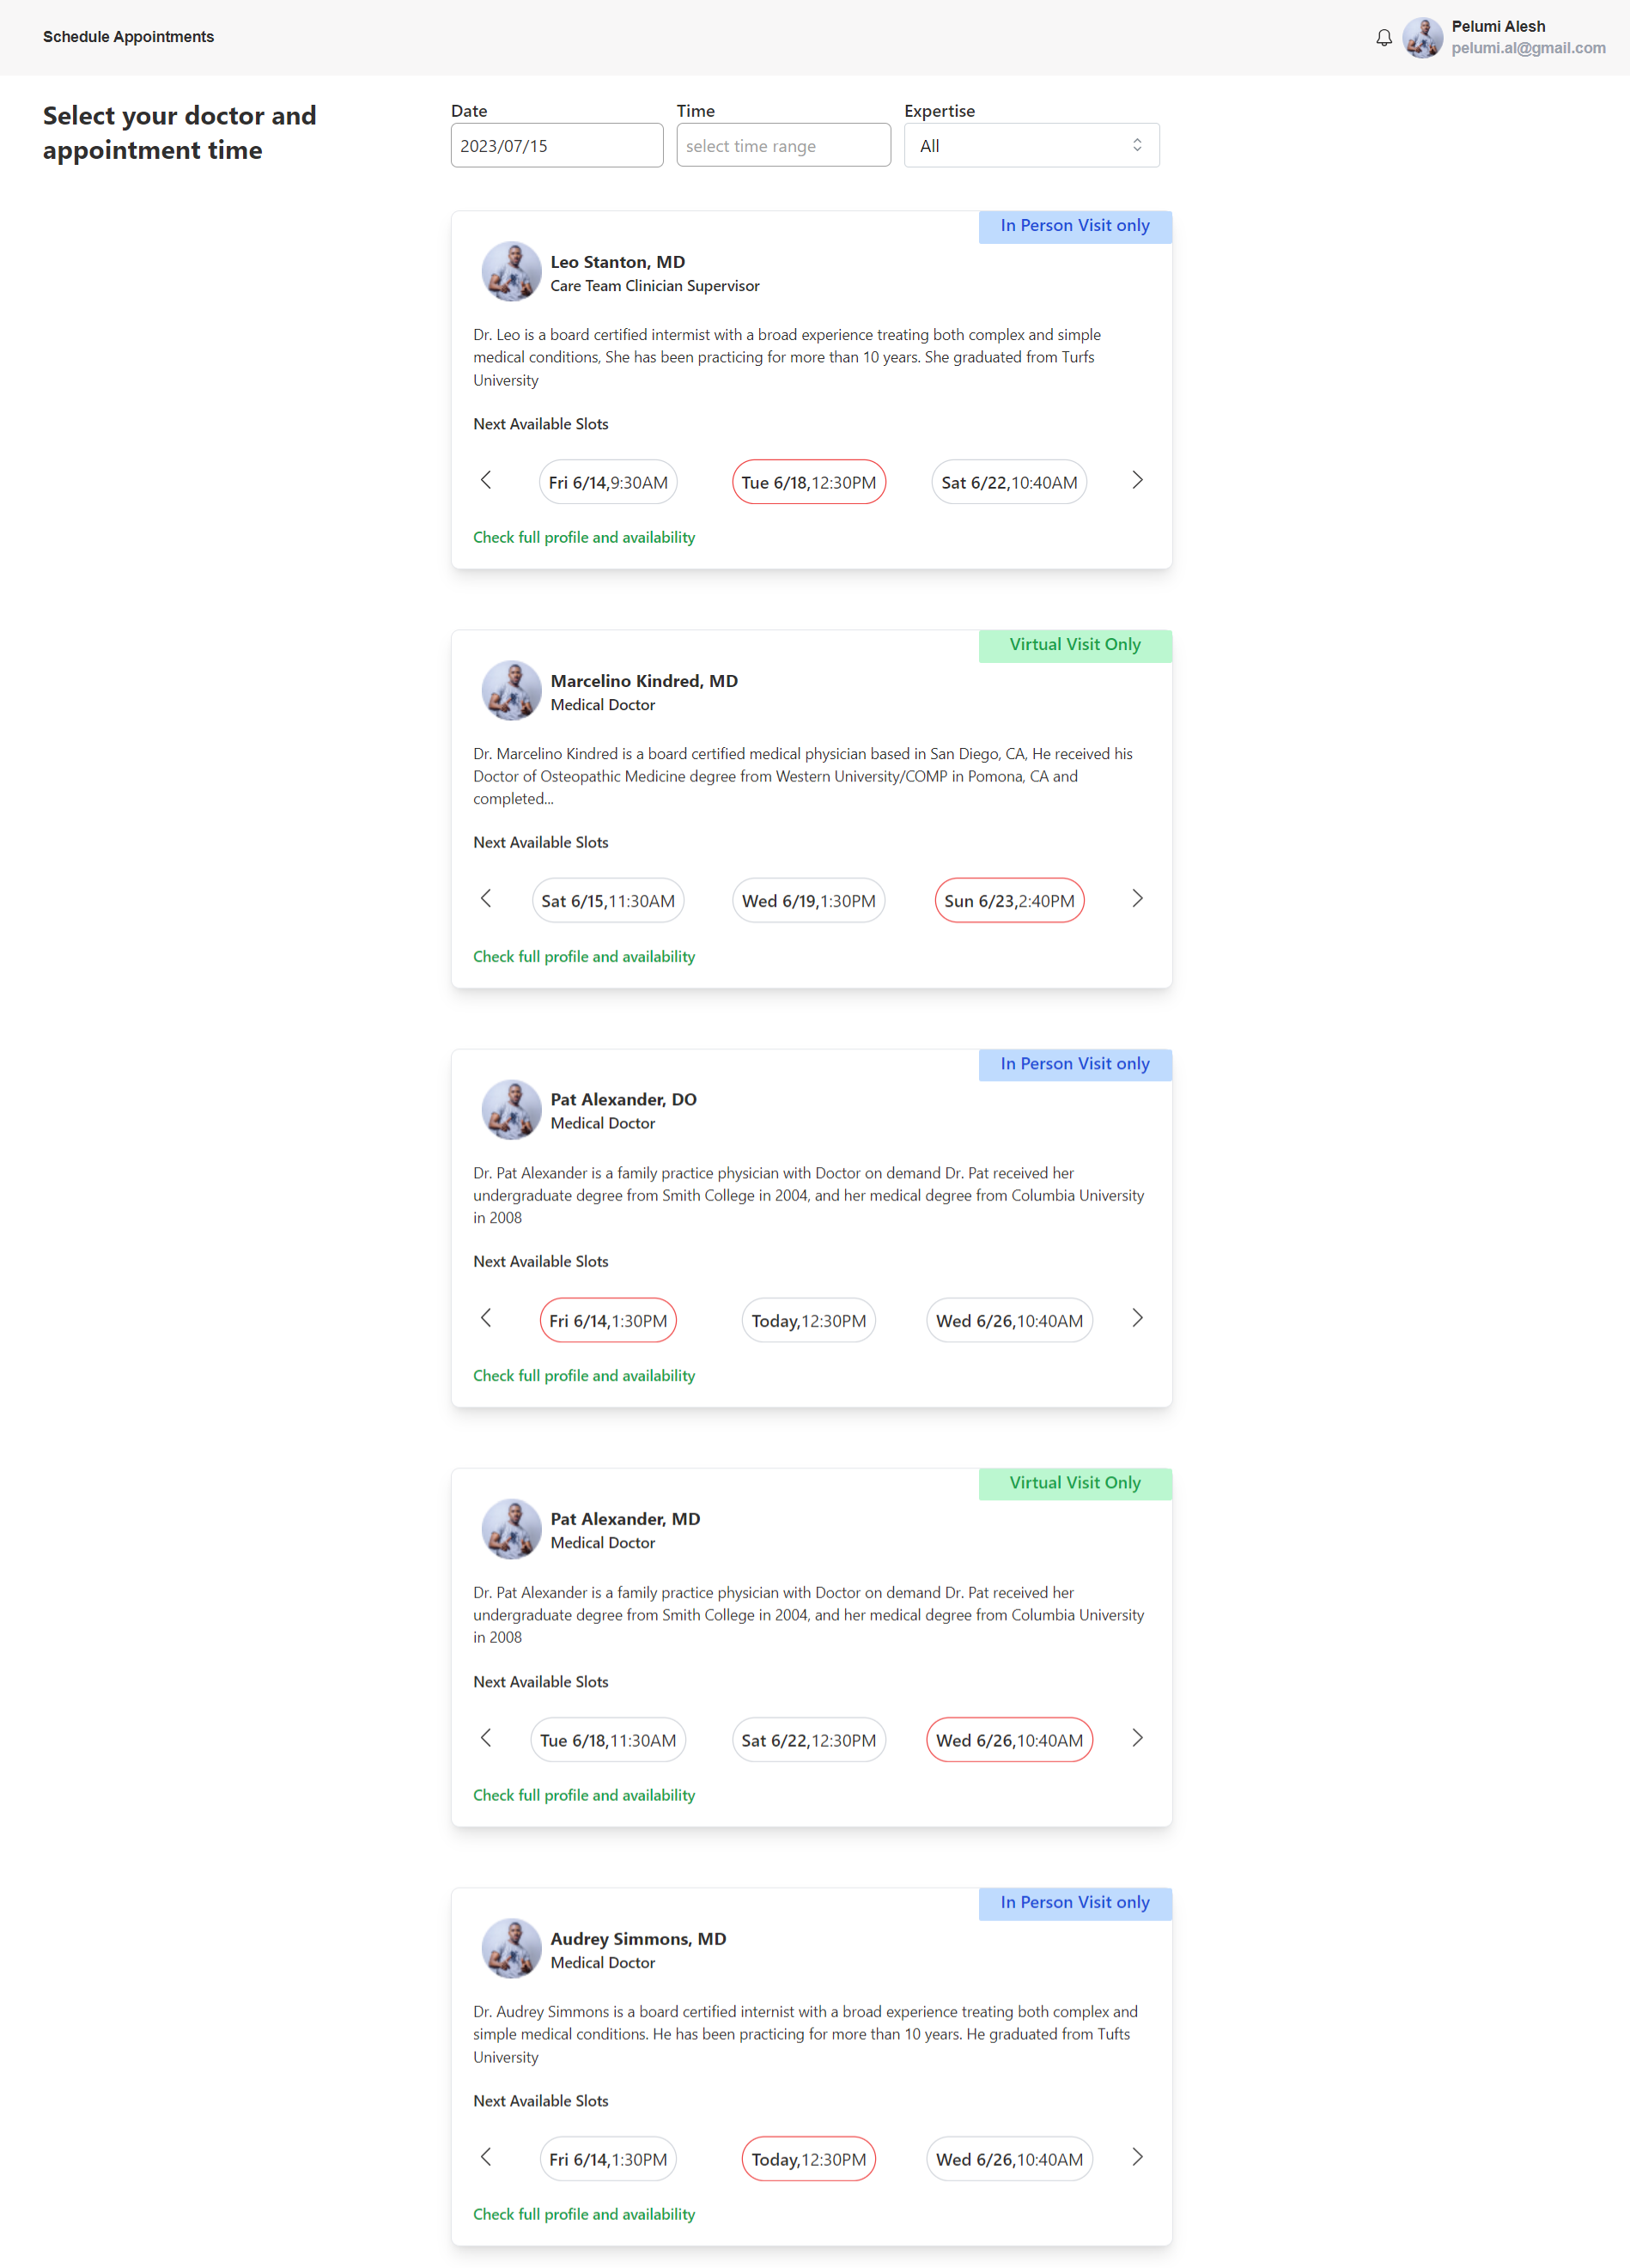 Schedule Appointments
Pelumi Alesh
pelumi.al@gmail.com
Select your doctor and
appointment time
Date
Time
Expertise
2023/07/15
select time range
All
In Person Visit only
Leo Stanton, MD
Care Team Clinician Supervisor
Dr. Leo is a board certified intermist with a broad experience treating both complex and simple
medical conditions, She has been practicing for more than 10 years. She graduated from Turfs
University
Next Available Slots
Fri 6/14,9:30AM
Tue 6/18,12:30PM
Sat 6/22,10:40AM
Check full profile and availability
Virtual Visit Only
Marcelino Kindred, MD
Medical Doctor
Dr. Marcelino Kindred is a board certified medical physician based in San Diego, CA, He received his
Doctor of Osteopathic Medicine degree from Western University/COMP in Pomona, CA and
completed...
Next Available Slots
Sat 6/15,11:30AM
Wed 6/19,1:30PM
Sun 6/23,2:40PM
Check full profile and availability
In Person Visit only
Pat Alexander, DO
Medical Doctor
Dr. Pat Alexander is a family practice physician with Doctor on demand Dr. Pat received her
undergraduate degree from Smith College in 2004, and her medical degree from Columbia University
in 2008
Next Available Slots
Fri 6/14,1:30PM
Today,12:30PM
Wed 6/26,10:40AM
Check full profile and availability
Virtual Visit Only
Pat Alexander, MD
Medical Doctor
Dr. Pat Alexander is a family practice physician with Doctor on demand Dr. Pat received her
undergraduate degree from Smith College in 2004, and her medical degree from Columbia University
in 2008
Next Available Slots
Tue 6/18,11:30AM
Sat 6/22,12:30PM
Wed 6/26,10:40AM
Check full profile and availability
In Person Visit only
Audrey Simmons, MD
Medical Doctor
Dr. Audrey Simmons is a board certified internist with a broad experience treating both complex and
simple medical conditions. He has been practicing for more than 10 years. He graduated from Tufts
University
Next Available Slots
Fri 6/14,1:30PM
Today,12:30PM
Wed 6/26,10:40AM
Check full profile and availability